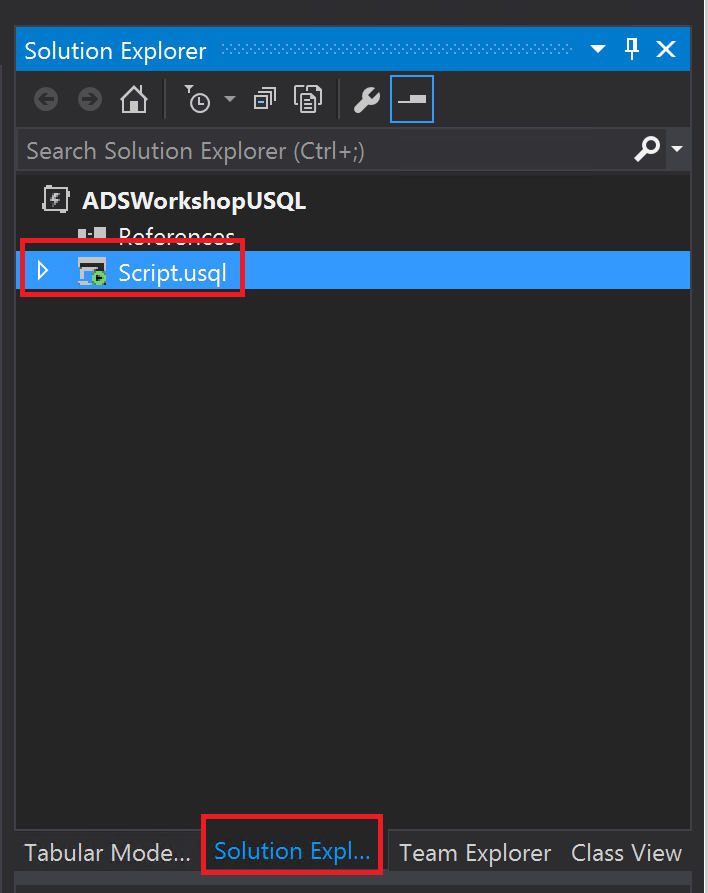 Solution Explorer
Search Solution Explorer (Ctrl+;)
ADSWorkshopUSQL
References
Script.usql
Tabular Mode... Solution Expl... Team Explorer Class View